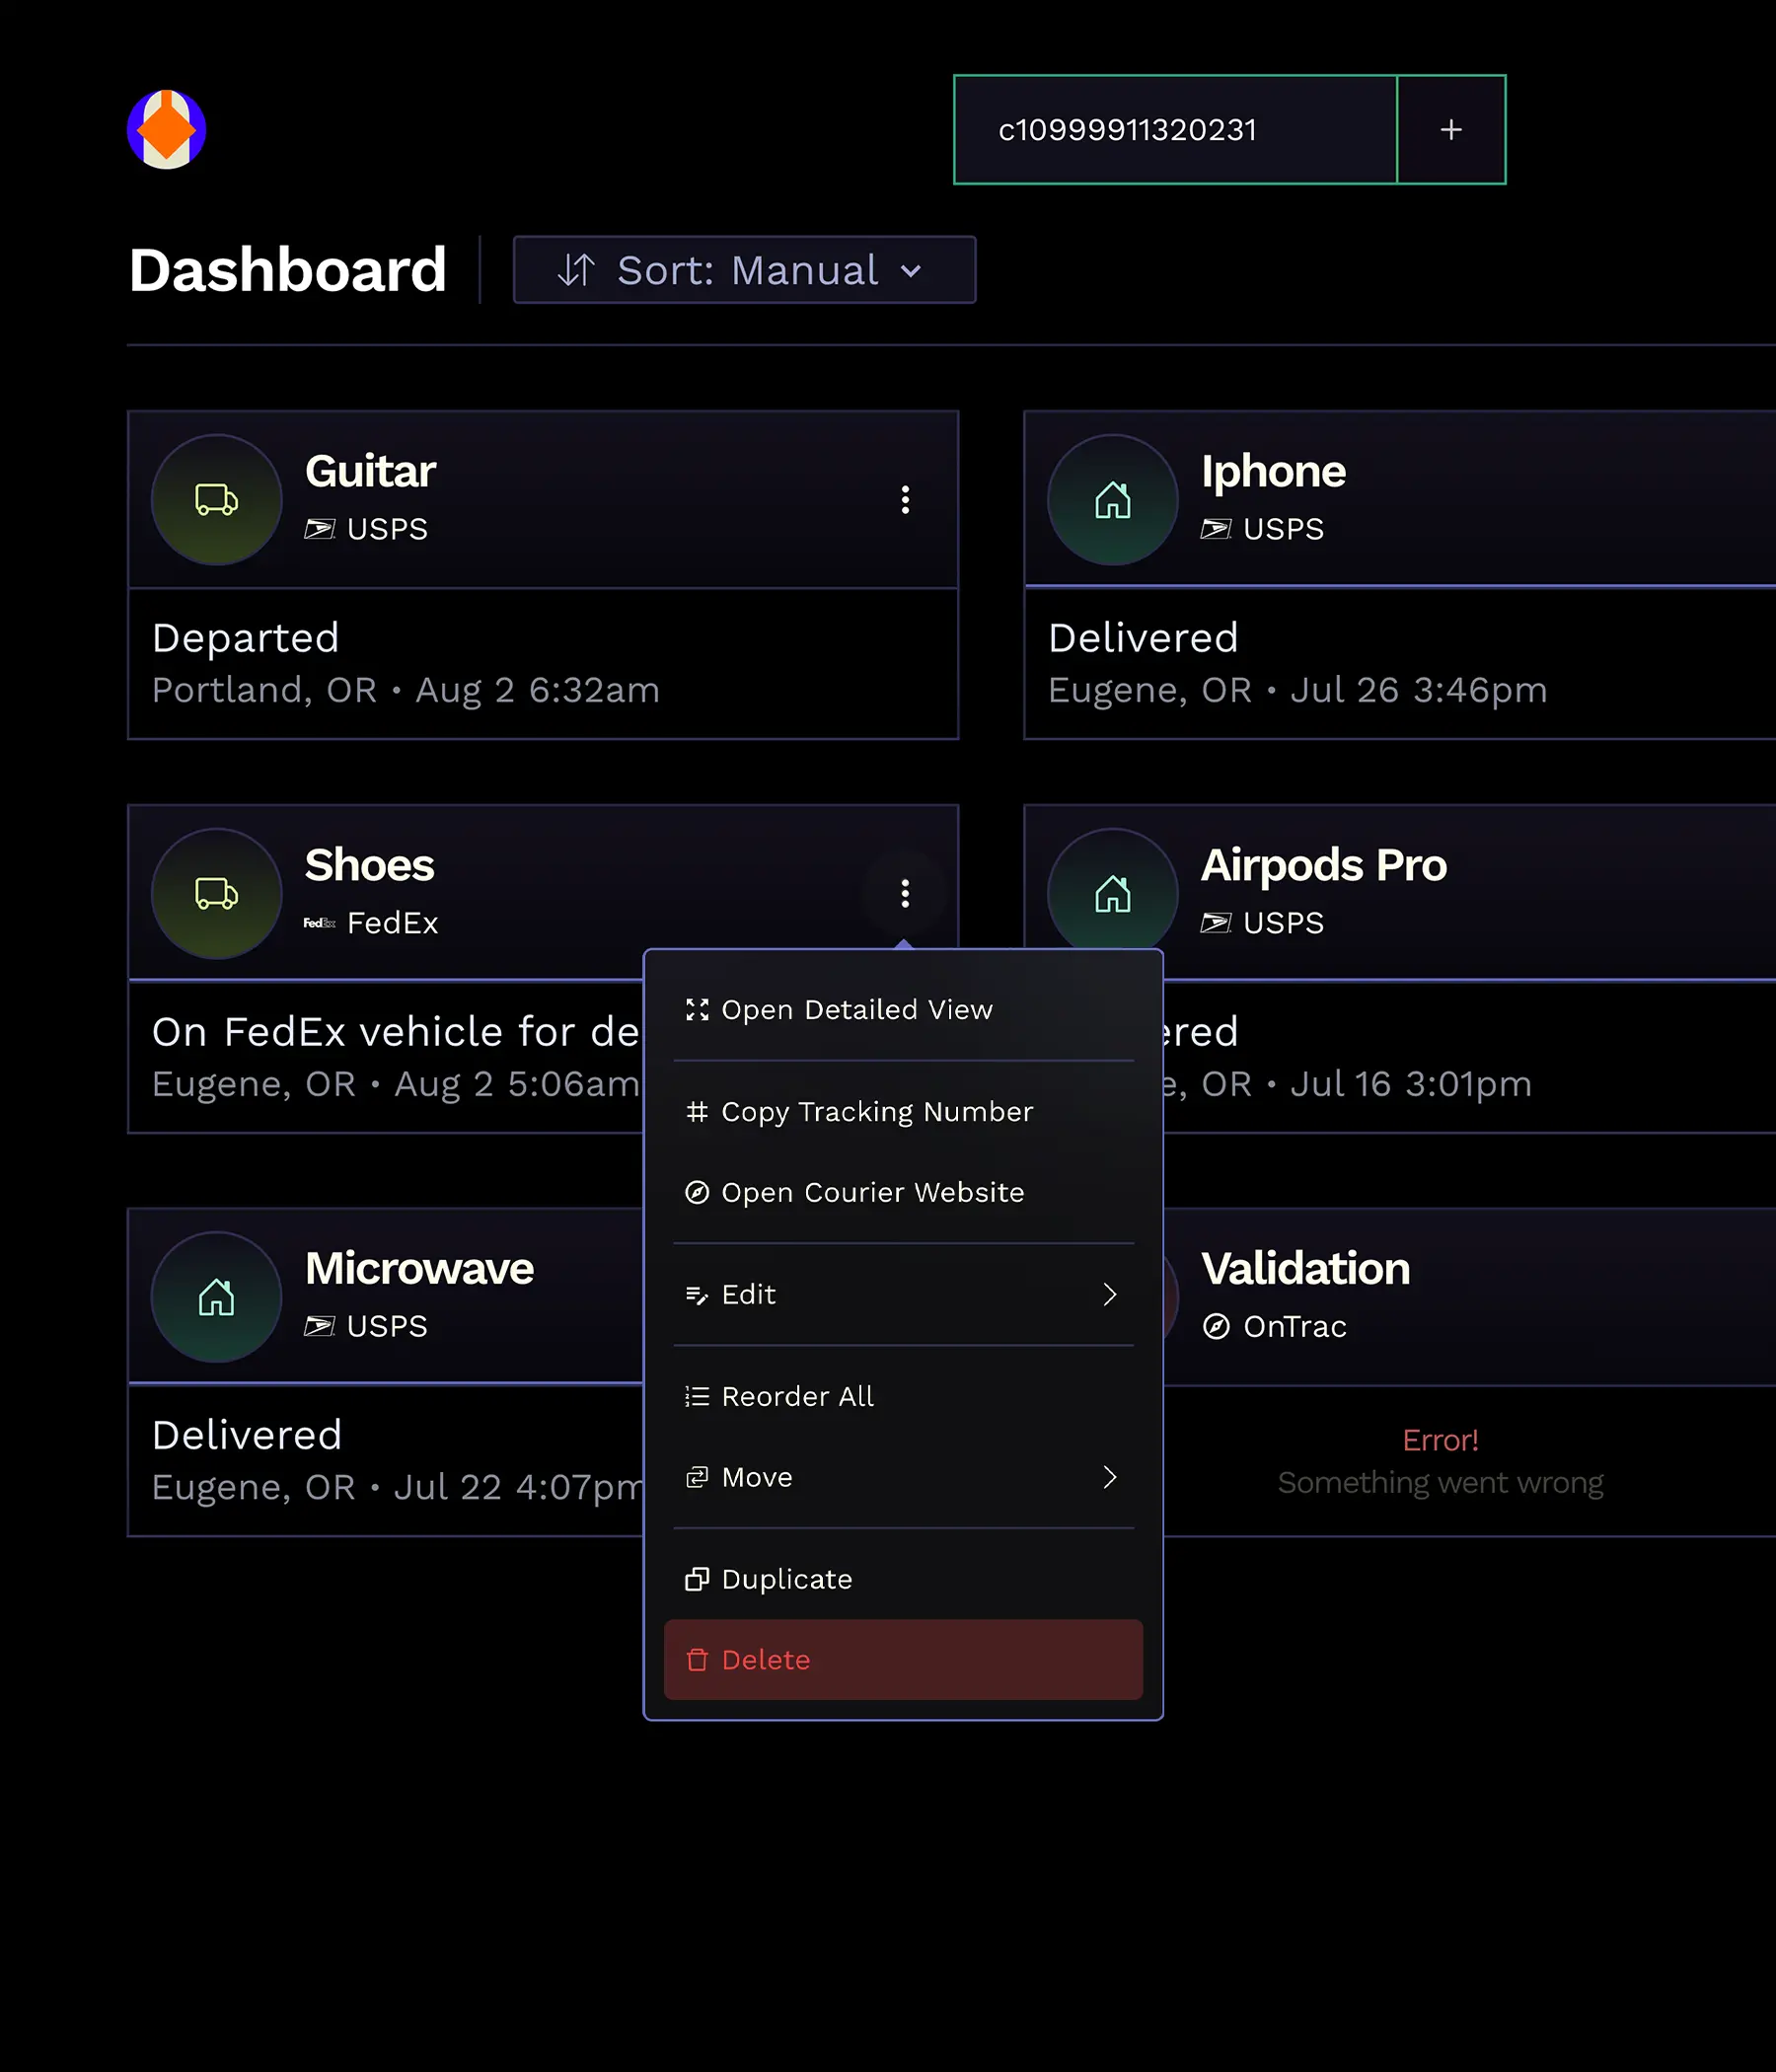 c10999911320231
Dashboard
Sort: Manual
Guitar
USPS
Departed
Portland, OR • Aug 2 6:32am
Iphone
USPS
Delivered
Eugene, OR • Jul 26 3:46pm
Shoes
FedEx FedEx
On FedEx vehicle for de
Eugene, OR • Aug 2 5:06am
Airpods Pro
USPS
ered
e, OR • Jul 16 3:01pm
Open Detailed View
Copy Tracking Number
Open Courier Website
Edit
Reorder All
Move
Duplicate
Delete
Microwave
USPS
Delivered
Eugene, OR • Jul 22 4:07pm
Validation
OnTrac
Error!
Something went wrong